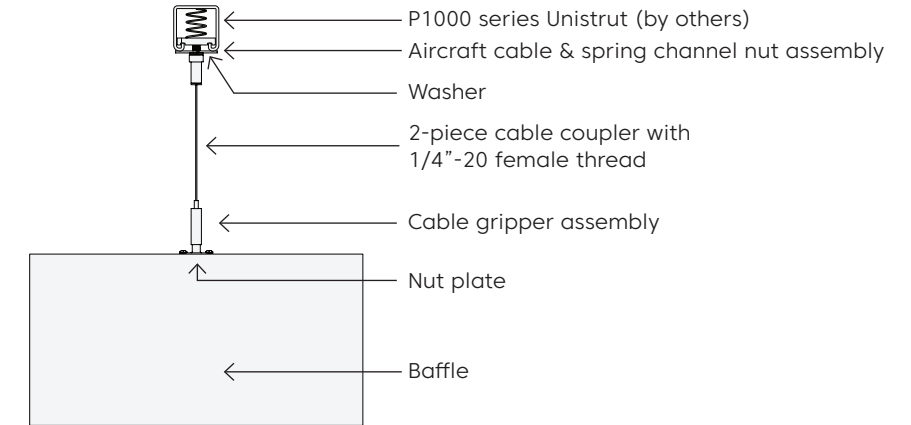 P1000 series Unistrut (by others)
Aircraft cable & spring channel nut assembly
Washer
2-piece cable coupler with
1/4”-20 female thread
Cable gripper assembly
Nut plate
Baffle